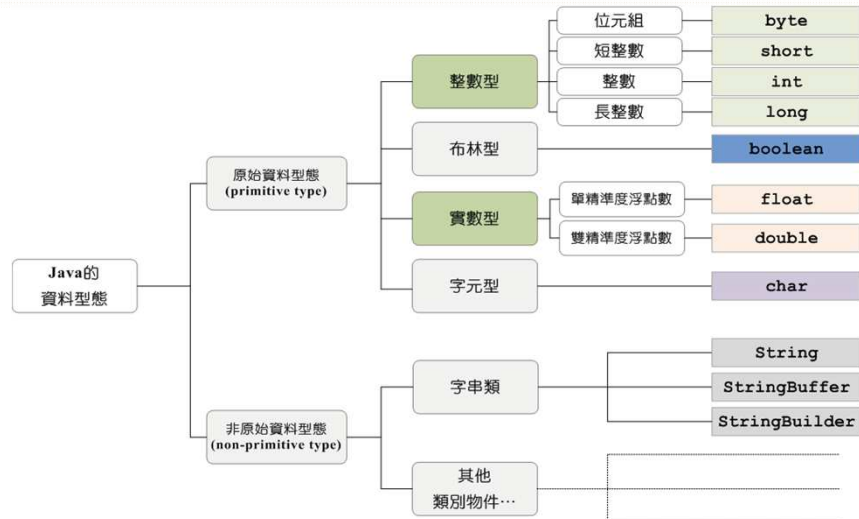 Java的
資料型態
原始資料型態
(primitive type)
整數型
位元組
byte
短整數
short
整數
int
長整數
long
布林型
boolean
實數型
單精準度浮點數
float
雙精準度浮點數
double
字元型
char
非原始資料型態
(non-primitive type)
字串類
String
StringBuffer
StringBuilder
其他
類別物件…